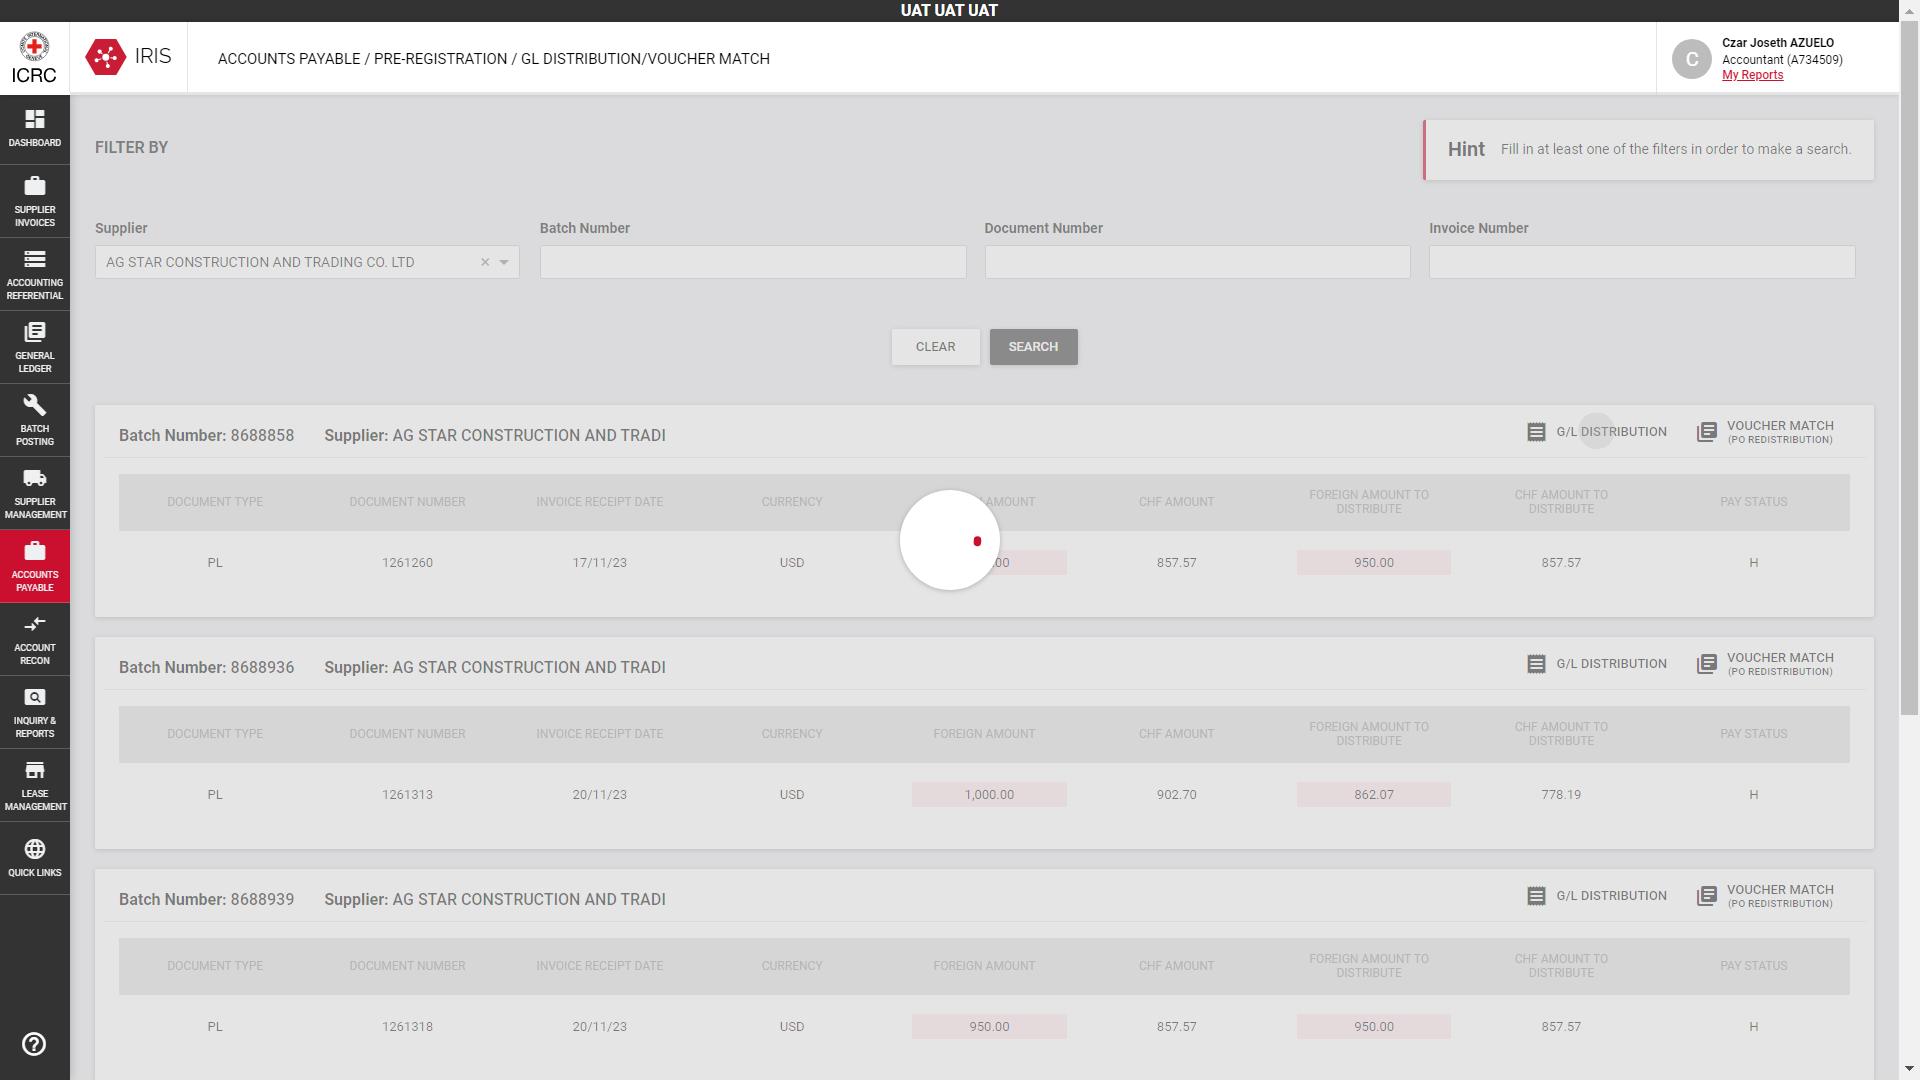 UAT UAT UAT
ICRC
IRIS
ACCOUNTS PAYABLE / PRE-REGISTRATION / GL DISTRIBUTION/VOUCHER MATCH
C
Czar Joseth AZUELO
Accountant (A734509)
My Reports
DASHBOARD
SUPPLIER
INVOICES
ACCOUNTING
REFERENTIAL
GENERAL
LEDGER
BATCH
POSTING
SUPPLIER
MANAGEMENT
ACCOUNTS
PAYABLE
ACCOUNT
RECON
INQUIRY &
REPORTS
LEASE
MANAGEMENT
QUICK LINKS
FILTER BY
Hint Fill in at least one of the filters in order to make a search.
Supplier Batch Number Document Number Invoice Number
AG STAR CONSTRUCTION AND TRADING CO. LTD
CLEAR SEARCH
Batch Number: 8688858 Supplier: AG STAR CONSTRUCTION AND TRADI G/L DISTRIBUTION VOUCHER MATCH
(PO REDISTRIBUTION)
DOCUMENT TYPE DOCUMENT NUMBER INVOICE RECEIPT DATE CURRENCY AMOUNT CHF AMOUNT FOREIGN AMOUNT TO DISTRIBUTE CHF AMOUNT TO DISTRIBUTE PAY STATUS
PL 1261260 17/11/23 USD .00 857.57 950.00 857.57 H
Batch Number: 8688936 Supplier: AG STAR CONSTRUCTION AND TRADI G/L DISTRIBUTION VOUCHER MATCH
(PO REDISTRIBUTION)
DOCUMENT TYPE DOCUMENT NUMBER INVOICE RECEIPT DATE CURRENCY FOREIGN AMOUNT CHF AMOUNT FOREIGN AMOUNT TO DISTRIBUTE CHF AMOUNT TO DISTRIBUTE PAY STATUS
PL 1261313 20/11/23 USD 1,000.00 902.70 862.07 778.19 H
Batch Number: 8688939 Supplier: AG STAR CONSTRUCTION AND TRADI G/L DISTRIBUTION VOUCHER MATCH
(PO REDISTRIBUTION)
DOCUMENT TYPE DOCUMENT NUMBER INVOICE RECEIPT DATE CURRENCY FOREIGN AMOUNT CHF AMOUNT FOREIGN AMOUNT TO DISTRIBUTE CHF AMOUNT TO DISTRIBUTE PAY STATUS
PL 1261318 20/11/23 USD 950.00 857.57 950.00 857.57 H